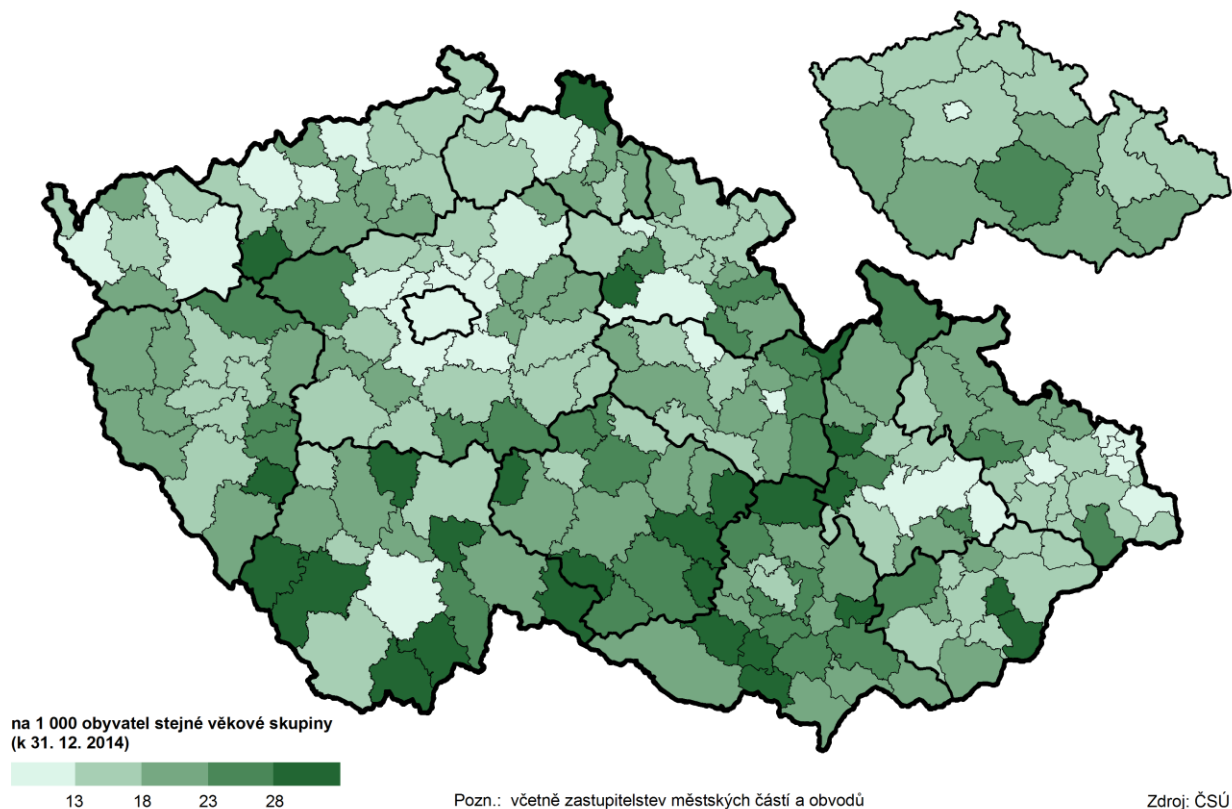 na 1 000 obyvatel stejné věkové skupiny
(k 31. 12. 2014)
13 18 23 28
Pozn.: včetně zastupitelstev městských částí a obvodů
Zdroj: ČSÚ